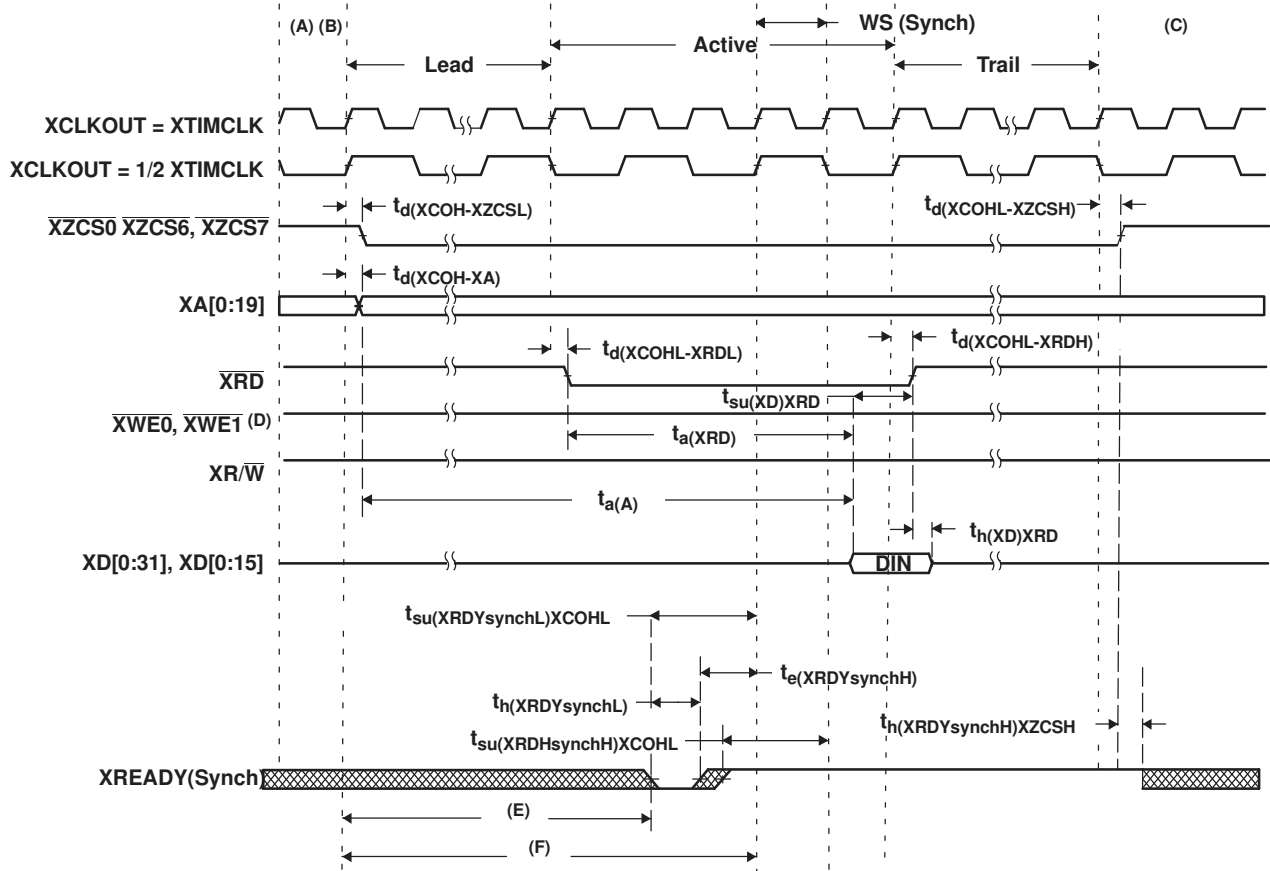 (A) (B)
WS (Synch)
(C)
Active
Lead
Trail
XCLKOUT = XTIMCLK
XCLKOUT = 1/2 XTIMCLK
td(XCOH-XZCSL)
td(XCOHL-XZCSH)
XZCS0 XZCS6, XZCS7
td(XCOH-XA)
XA[0:19]
td(XCOHL-XRDL)
td(XCOHL-XRDH)
XRD
tsu(XD)XRD
XWE0, XWE1 (D)
ta(XRD)
XR/W
ta(A)
th(XD)XRD
XD[0:31], XD[0:15]
DIN
tsu(XRDYsynchL)XCOHL
te(XRDYsynchH)
th(XRDYsynchL)
th(XRDYsynchH)XZCSH
tsu(XRDHsynchH)XCOHL
XREADY(Synch)
(E)
(F)